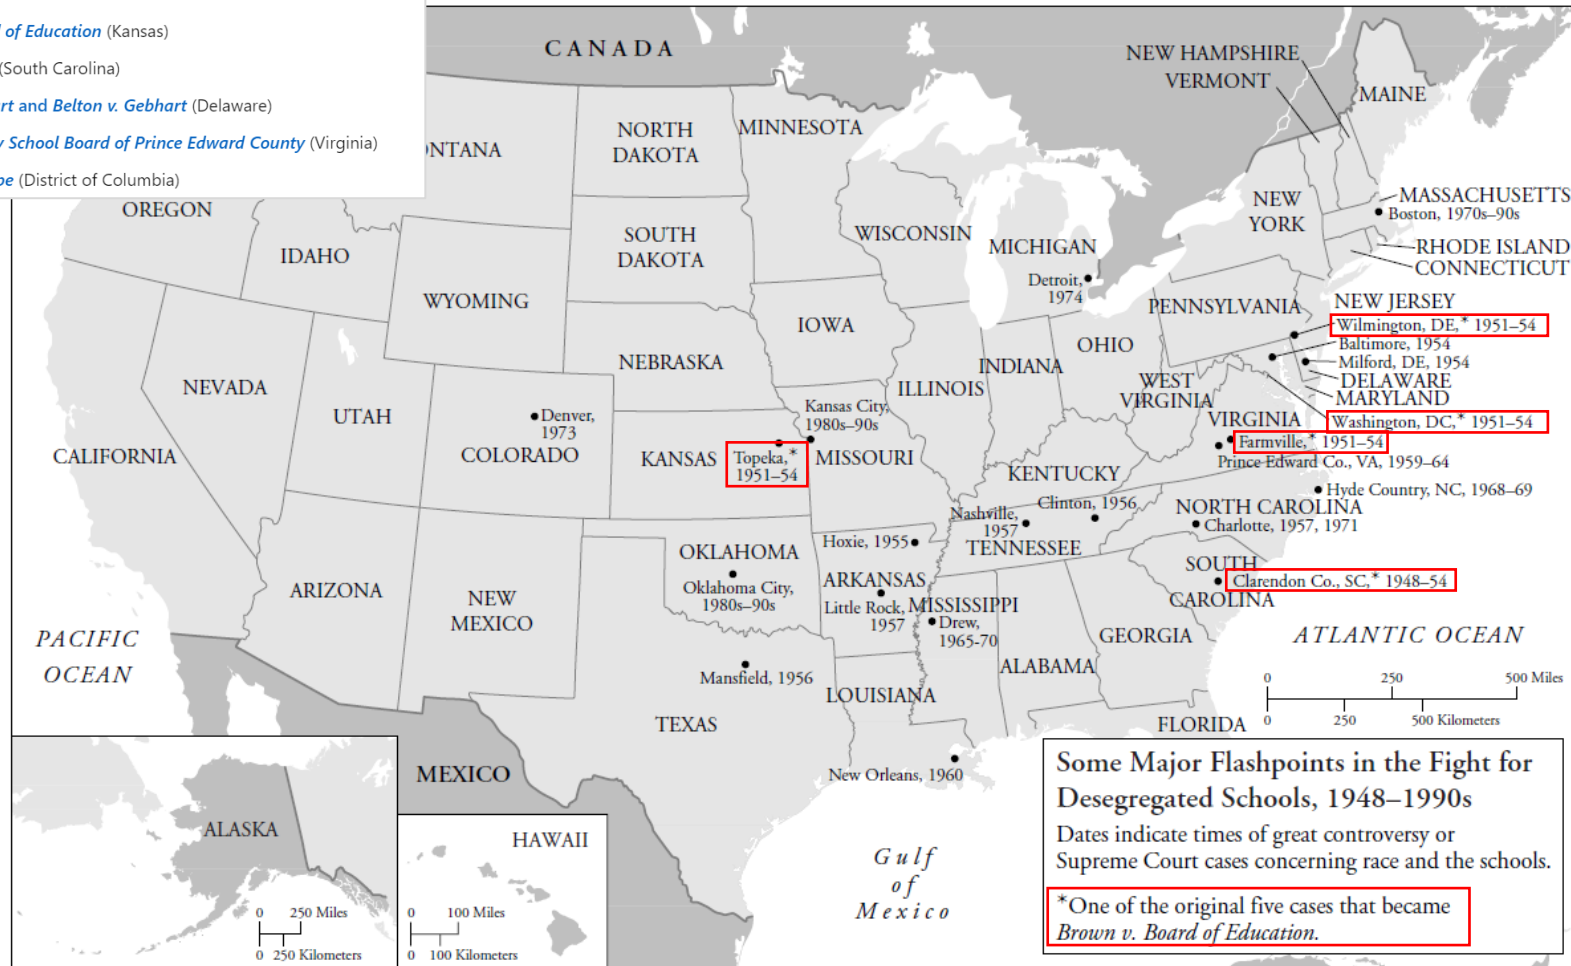 of Education (Kansas)
(South Carolina)
and Belton v. Gebhart (Delaware)
School Board of Prince Edward County (Virginia)
(District of Columbia)
CANADA
NEW HAMPSHIRE
VERMONT
MAINE
NORTH
DAKOTA
MINNESOTA
OREGON
IDAHO
SOUTH
DAKOTA
WISCONSIN
MICHIGAN
NEW
YORK
MASSACHUSETTS
Boston, 1970s–90s
RHODE ISLAND
CONNECTICUT
Detroit,
1974
WYOMING
IOWA
PENNSYLVANIA
NEW JERSEY
Wilmington, DE,* 1951–54
Baltimore, 1954
Milford, DE, 1954
DELAWARE
MARYLAND
Washington, DC,* 1951–54
NEBRASKA
ILLINOIS
INDIANA
OHIO
WEST
VIRGINIA
VIRGINIA
Farmville,* 1951–54
Prince Edward Co., VA, 1959–64
NEVADA
UTAH
Denver,
1973
COLORADO
KANSAS
Topeka,*
1951–54
Kansas City,
1980s–90s
MISSOURI
KENTUCKY
CALIFORNIA
Hyde Country, NC, 1968–69
NORTH CAROLINA
Charlotte, 1957, 1971
Nashville,
1957
Clinton, 1956
TENNESSEE
ARIZONA
NEW
MEXICO
OKLAHOMA
Oklahoma City,
1980s–90s
Hoxie, 1955
ARKANSAS
Little Rock,
1957
MISSISSIPPI
Drew,
1965-70
SOUTH
CAROLINA
Clarendon Co., SC,* 1948–54
GEORGIA
ALABAMA
PACIFIC
OCEAN
ATLANTIC OCEAN
Mansfield, 1956
TEXAS
LOUISIANA
New Orleans, 1960
FLORIDA
0 250 500 Miles
0 250 500 Kilometers
MEXICO
Gulf
of
Mexico
ALASKA
0 250 Miles
0 250 Kilometers
HAWAII
0 100 Miles
0 100 Kilometers
Some Major Flashpoints in the Fight for
Desegregated Schools, 1948–1990s
Dates indicate times of great controversy or
Supreme Court cases concerning race and the schools.
*One of the original five cases that became
Brown v. Board of Education.